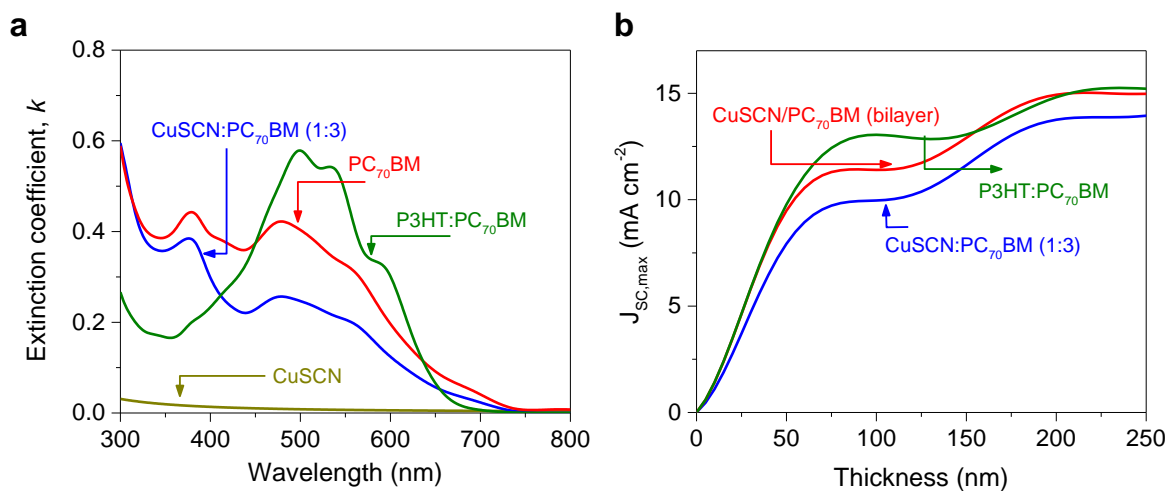 a
Extinction coefficient, k
0.8
0.6
0.4
0.2
0.0
CuSCN:PC₇₀BM (1:3)
PC₇₀BM
P3HT:PC₇₀BM
CuSCN
300 400 500 600 700 800
Wavelength (nm)
b
J_SC,max (mA cm⁻²)
15
10
5
0
CuSCN/PC₇₀BM (bilayer)
P3HT:PC₇₀BM
CuSCN:PC₇₀BM (1:3)
0 50 100 150 200 250
Thickness (nm)